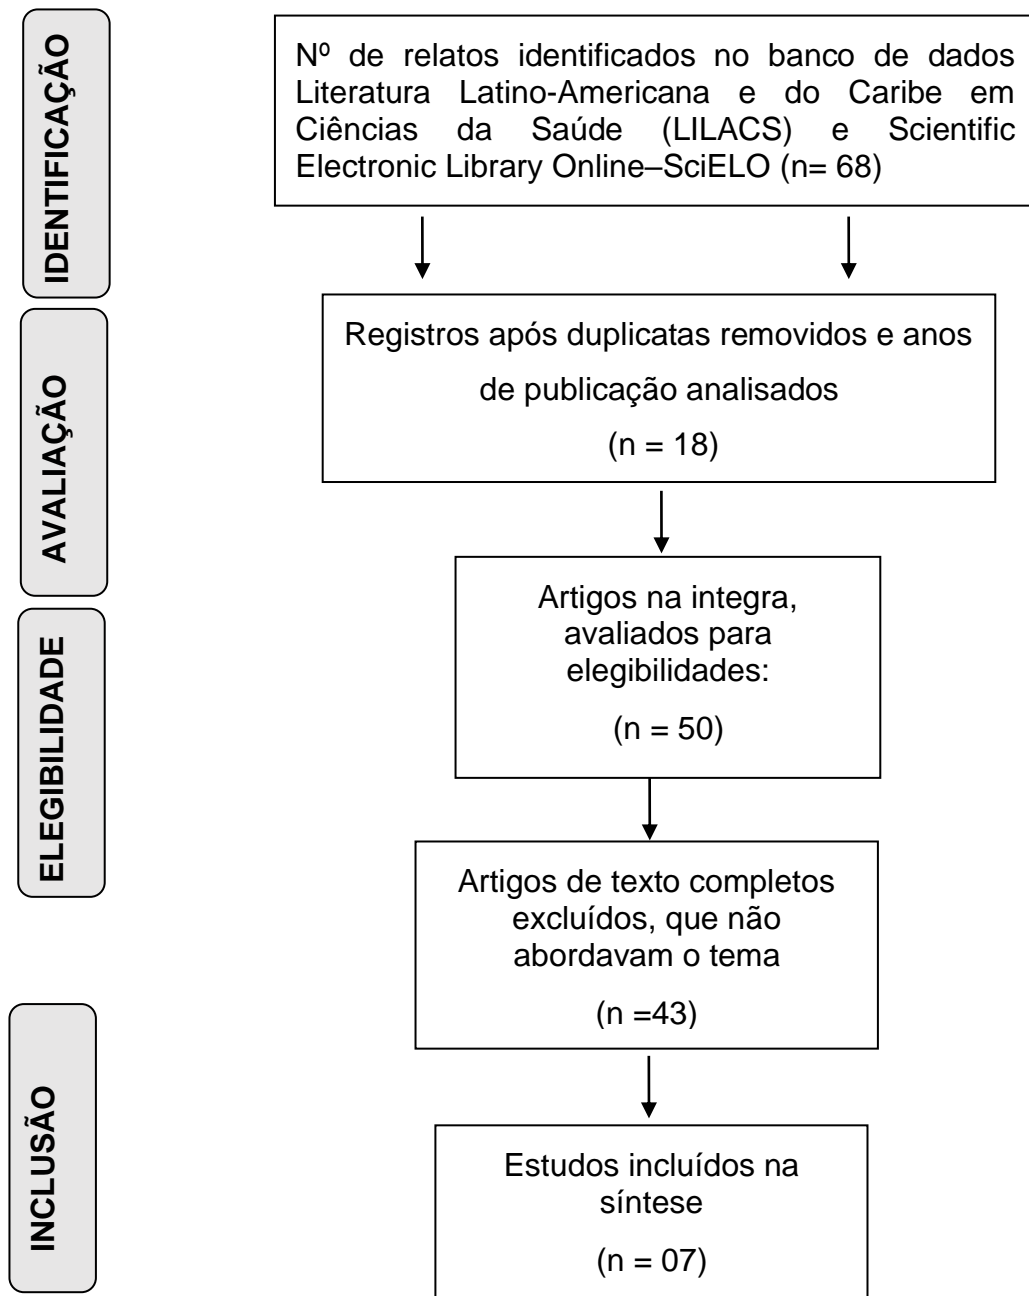 IDENTIFICAÇÃO
Nº de relatos identificados no banco de dados
Literatura Latino-Americana e do Caribe em
Ciências da Saúde (LILACS) e Scientific
Electronic Library Online–SciELO (n= 68)
AVALIAÇÃO
Registros após duplicatas removidos e anos
de publicação analisados
(n = 18)
ELEGIBILIDADE
Artigos na integra,
avaliados para
elegibilidades:
(n = 50)
Artigos de texto completos
excluídos, que não
abordavam o tema
(n =43)
INCLUSÃO
Estudos incluídos na
síntese
(n = 07)